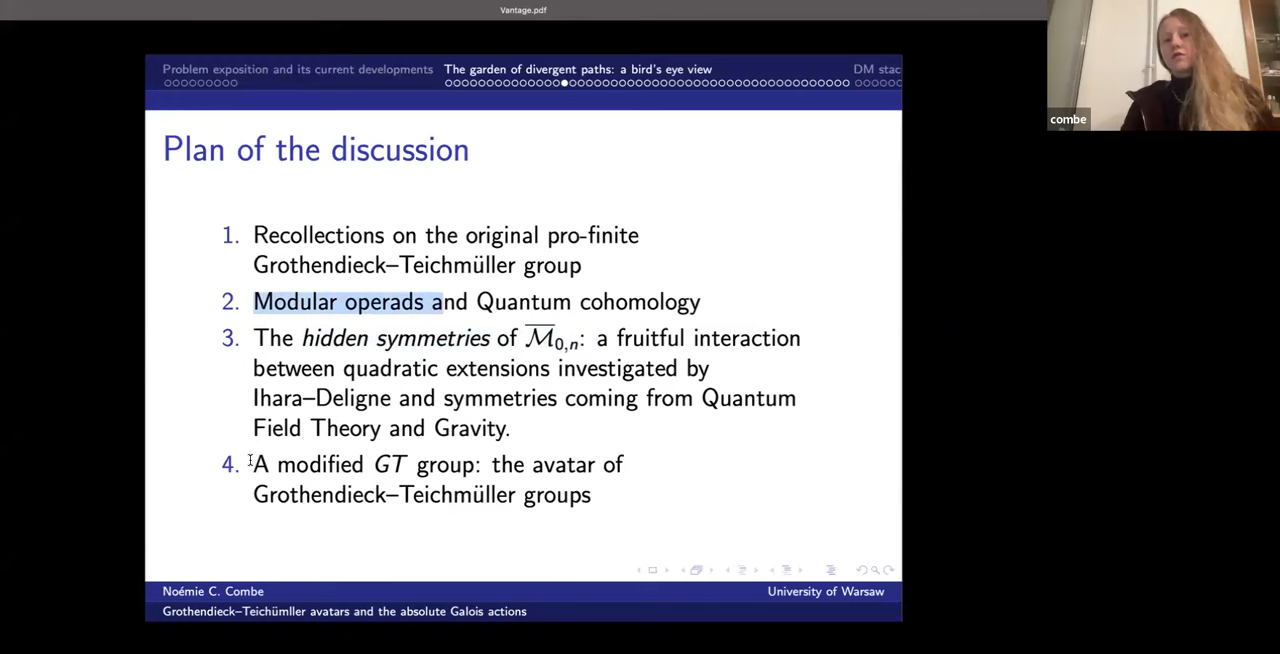 Vantage.pdf
combe
Problem exposition and its current developments The garden of divergent paths: a bird's eye view DM stac
Plan of the discussion
1. Recollections on the original pro-finite
Grothendieck–Teichmüller group
2. Modular operads and Quantum cohomology
3. The hidden symmetries of M̅₀,ₙ: a fruitful interaction
between quadratic extensions investigated by
Ihara–Deligne and symmetries coming from Quantum
Field Theory and Gravity.
4. A modified GT group: the avatar of
Grothendieck–Teichmüller groups
Noémie C. Combe University of Warsaw
Grothendieck–Teichümller avatars and the absolute Galois actions